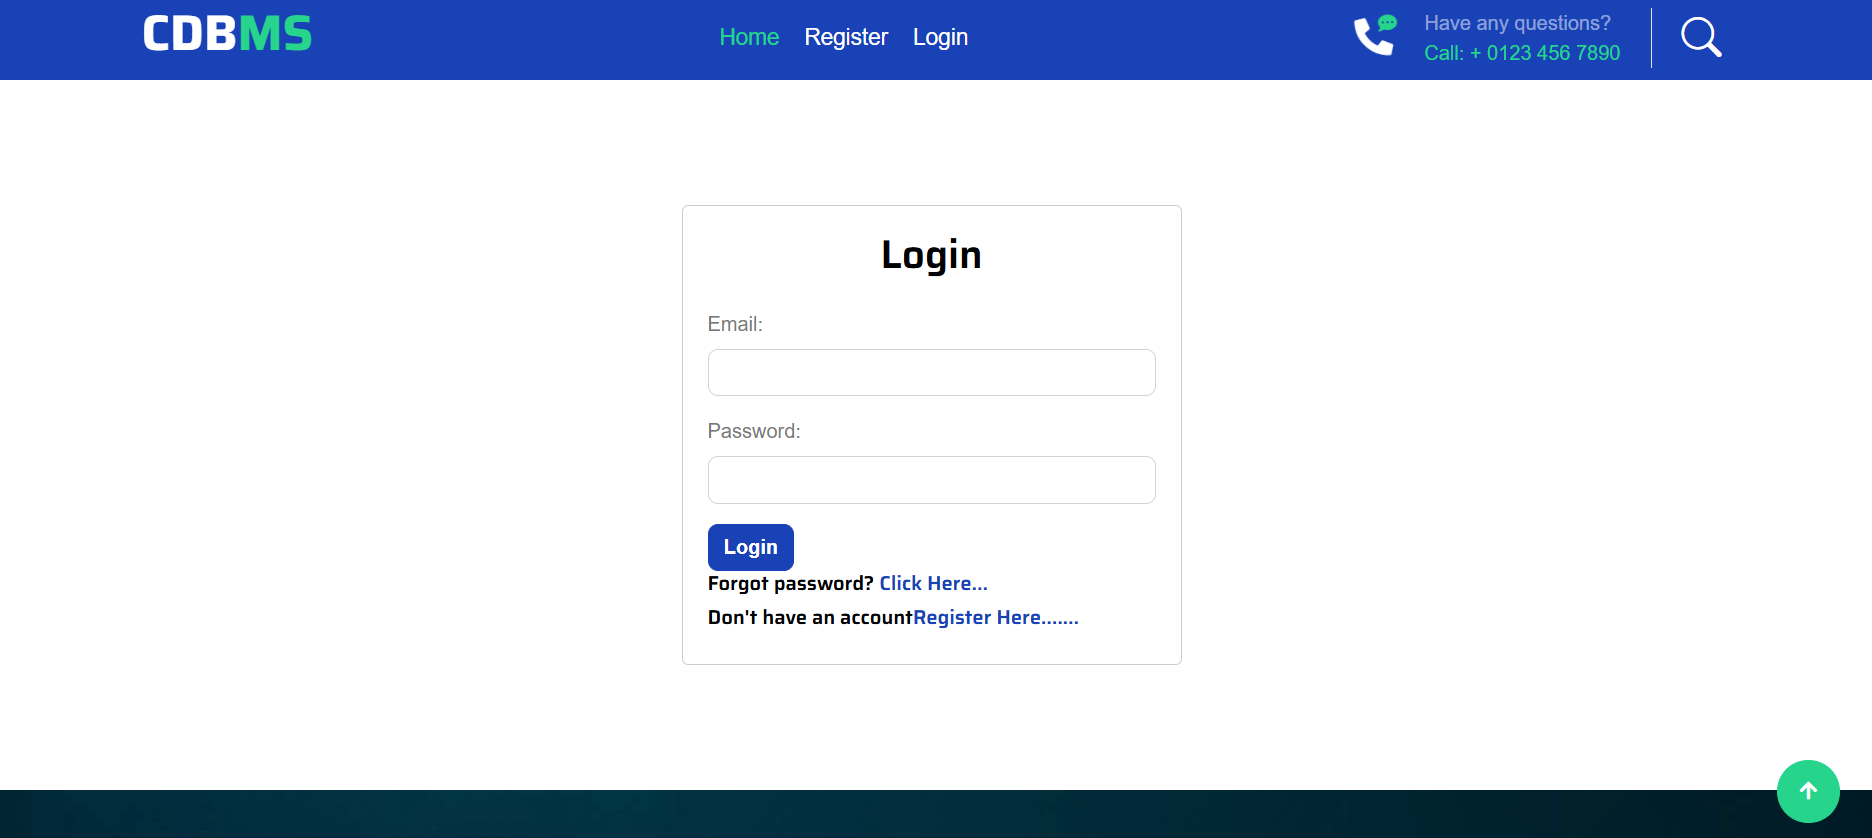 CDBMS
Home Register Login
Have any questions?
Call: + 0123 456 7890
Login
Email:
Password:
Login
Forgot password? Click Here...
Don't have an accountRegister Here.......